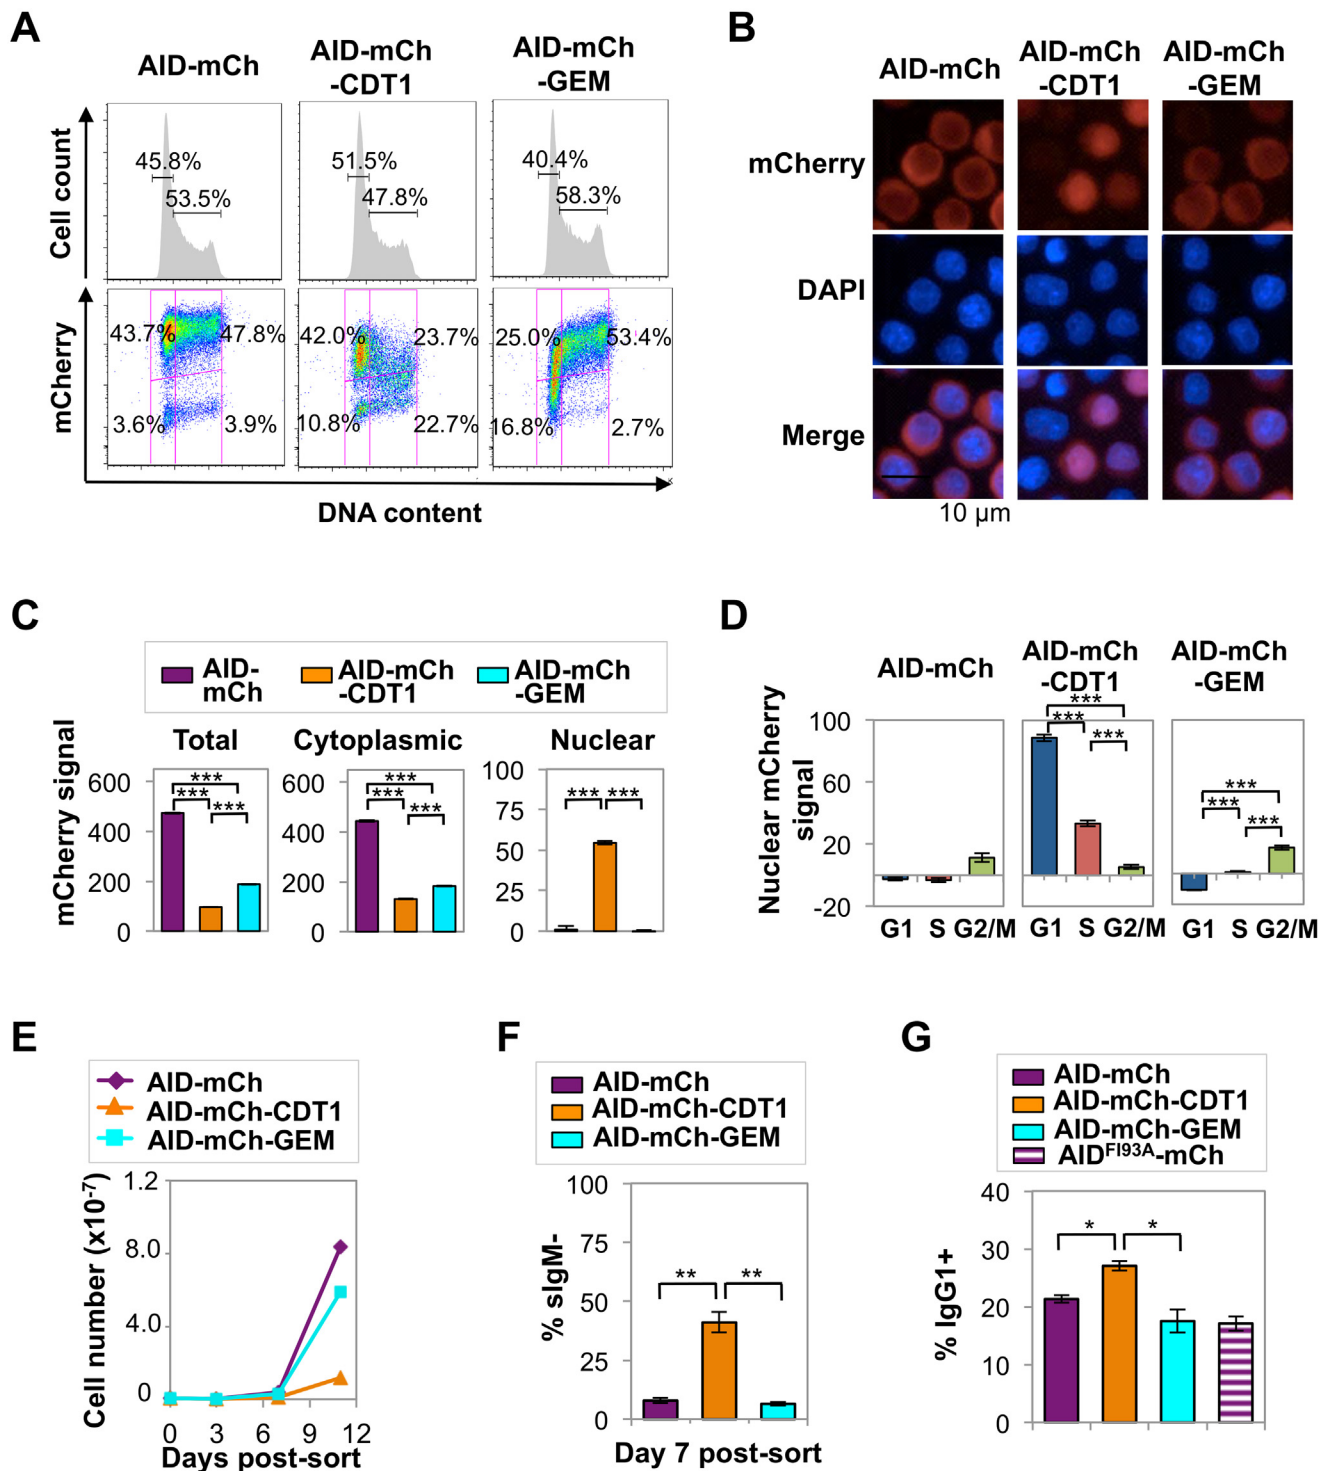 A
AID-mCh
AID-mCh
-CDT1
AID-mCh
-GEM
Cell count
45.8%
53.5%
51.5%
47.8%
40.4%
58.3%
mCherry
43.7%
47.8%
3.6%
3.9%
42.0%
23.7%
10.8%
22.7%
25.0%
53.4%
16.8%
2.7%
DNA content
B
AID-mCh
AID-mCh
-CDT1
AID-mCh
-GEM
mCherry
DAPI
Merge
10 µm
C
AID-
mCh
AID-mCh
-CDT1
AID-mCh
-GEM
mCherry signal
Total
600
400
200
0
***
***
***
Cytoplasmic
600
400
200
0
***
***
***
Nuclear
100
75
50
25
0
***
***
D
AID-mCh
AID-mCh
-CDT1
AID-mCh
-GEM
Nuclear mCherry
signal
100
60
20
-20
***
***
***
***
***
***
G1 S G2/M
G1 S G2/M
G1 S G2/M
E
AID-mCh
AID-mCh-CDT1
AID-mCh-GEM
Cell number (x10-7)
1.2
8.0
4.0
0
0 3 6 9 12
Days post-sort
F
AID-mCh
AID-mCh-CDT1
AID-mCh-GEM
% sIgM-
100
75
50
25
0
**
**
Day 7 post-sort
G
AID-mCh
AID-mCh-CDT1
AID-mCh-GEM
AIDFI93A-mCh
% IgG1+
40
30
20
10
0
*
*